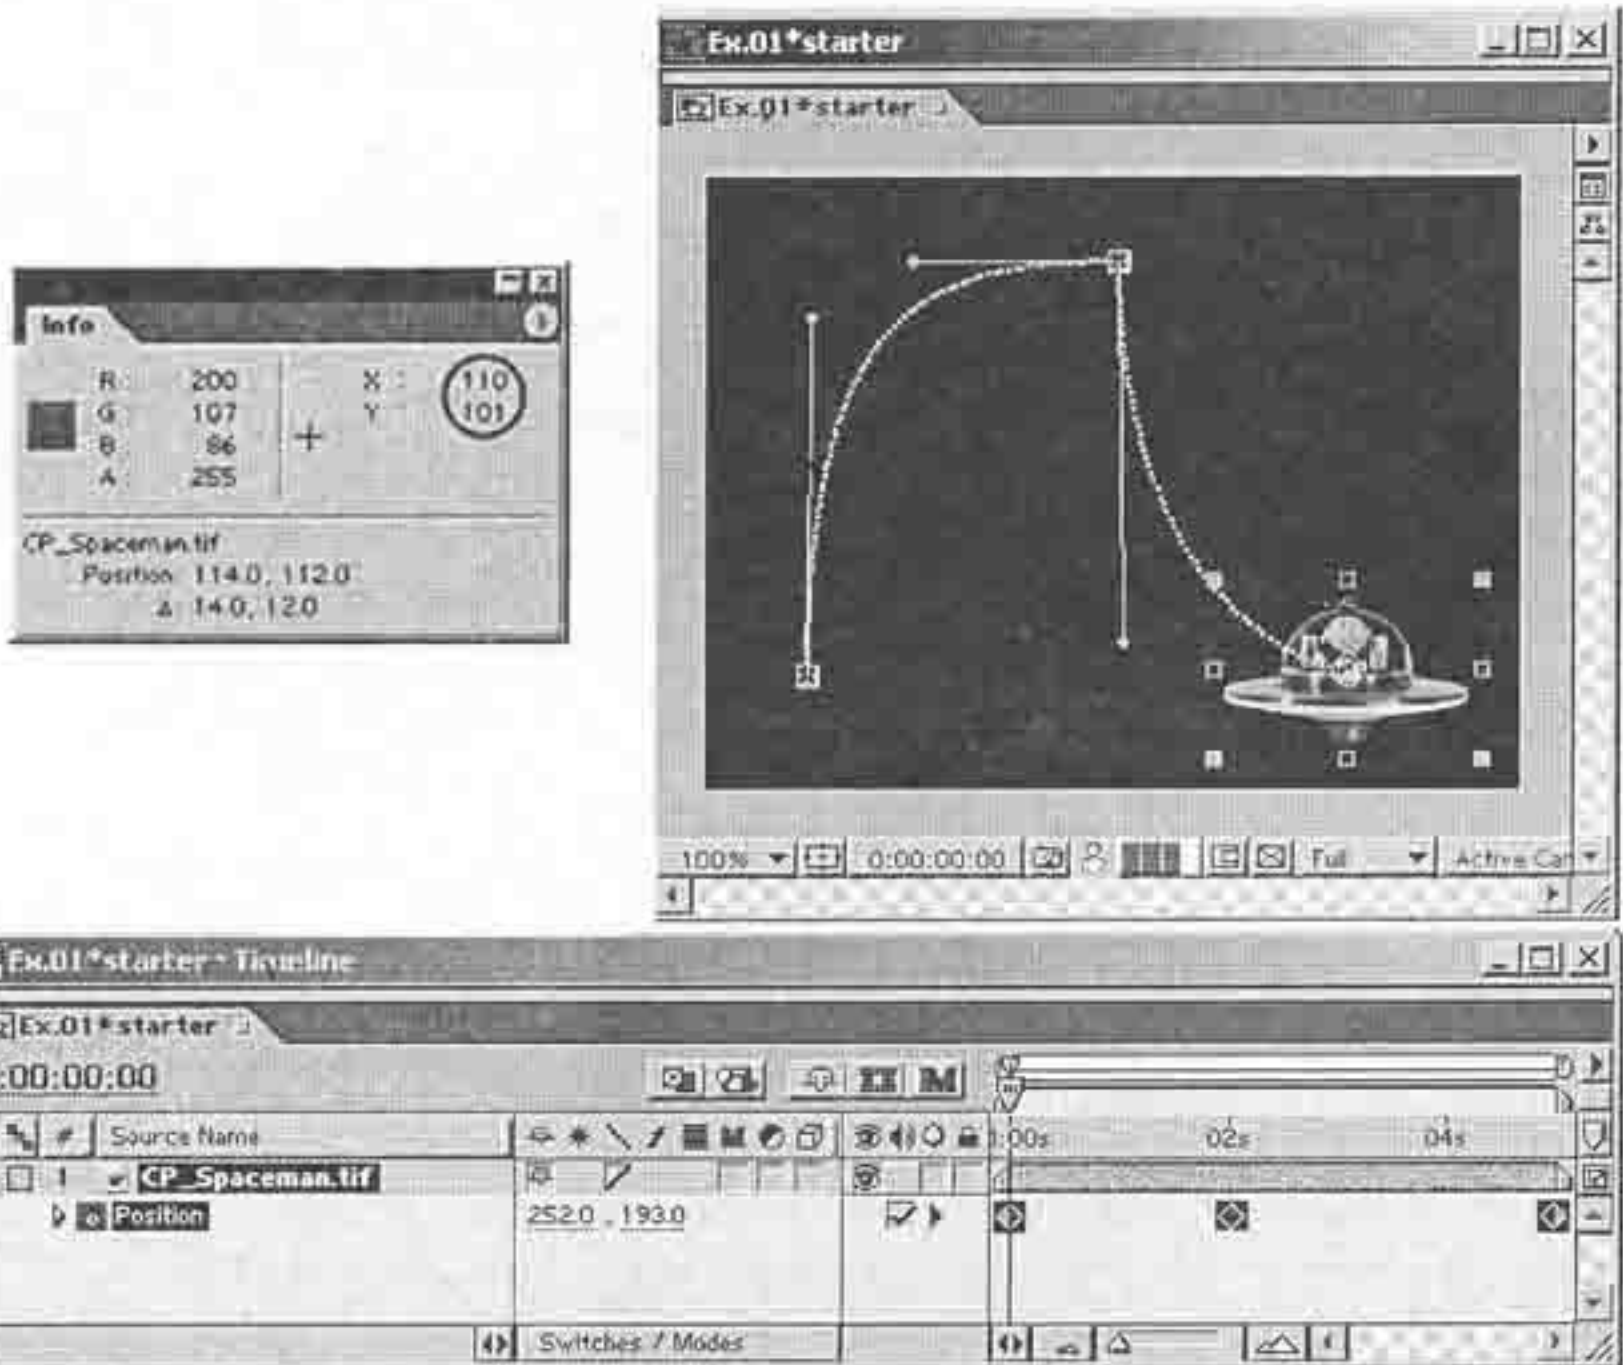 Ex.01*starter
Ex.01*starter
Info
R : 200
G : 107
B : 86
A : 255
X : 110
Y : 101
CP_Spaceman.tif
Position: 114.0, 112.0
Δ: 14.0, 12.0
100% 0:00:00:00 Full Active Can
Ex.01*starter • Timeline
Ex.01*starter
:00:00:00
# Source Name
:00s 02s 04s
1 CP_Spaceman.tif
Position 252.0 , 193.0
Switches / Modes